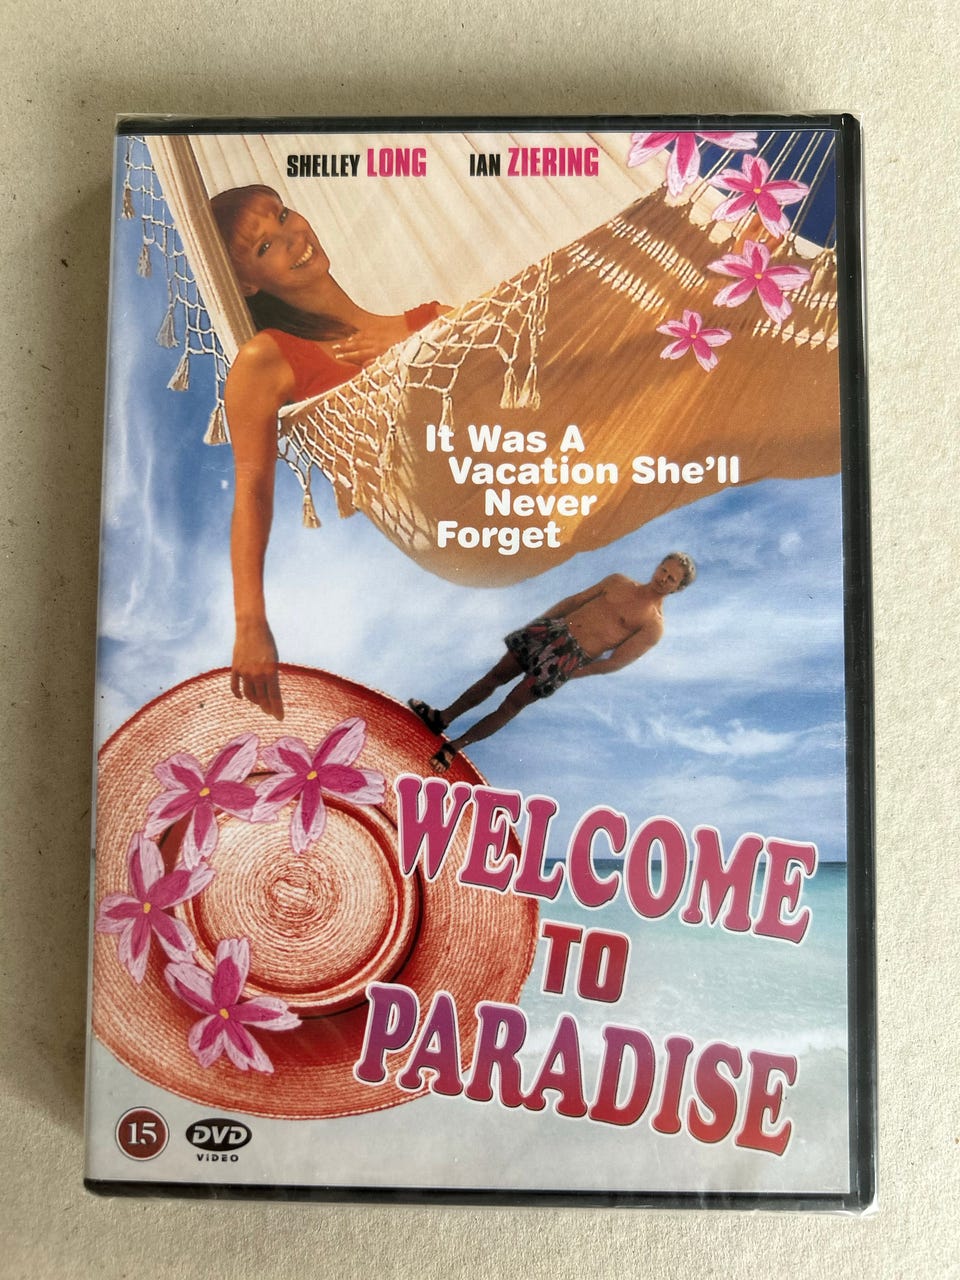 SHELLEY LONG IAN ZIERING
It Was A
Vacation She'll
Never
Forget
WELCOME
TO
PARADISE
15
DVD
VIDEO